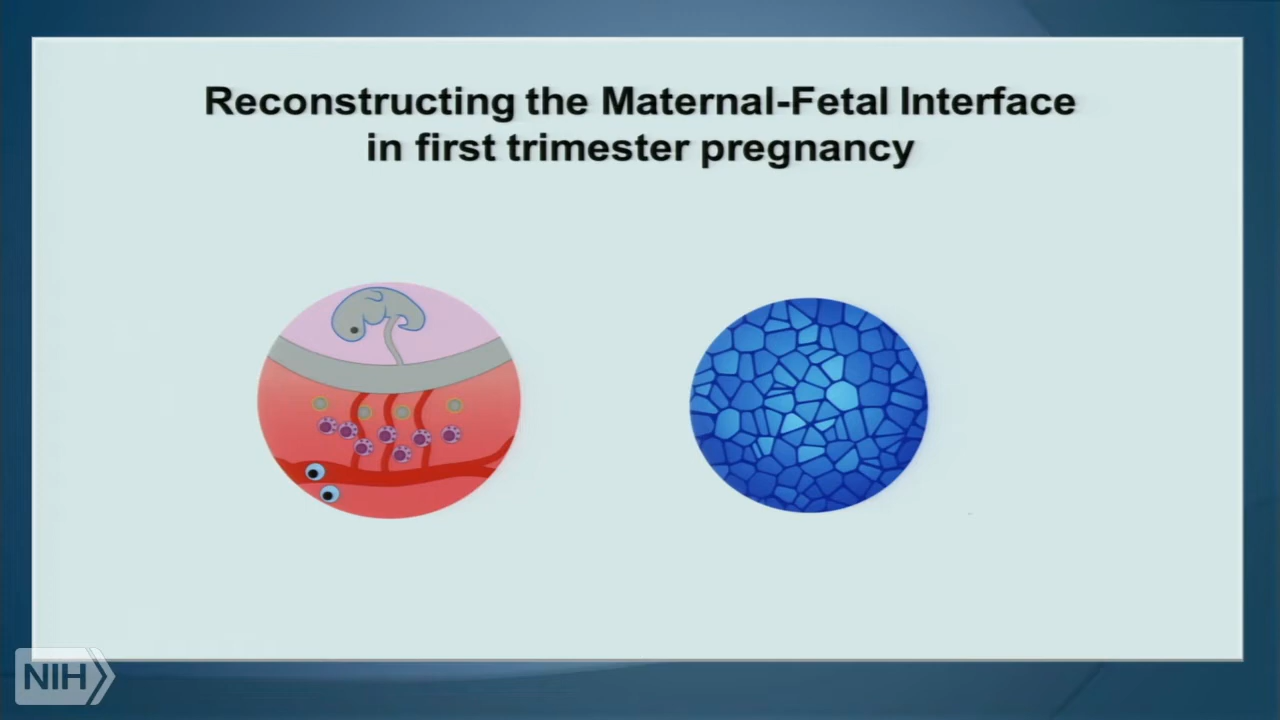 Reconstructing the Maternal-Fetal Interface
in first trimester pregnancy
NIH